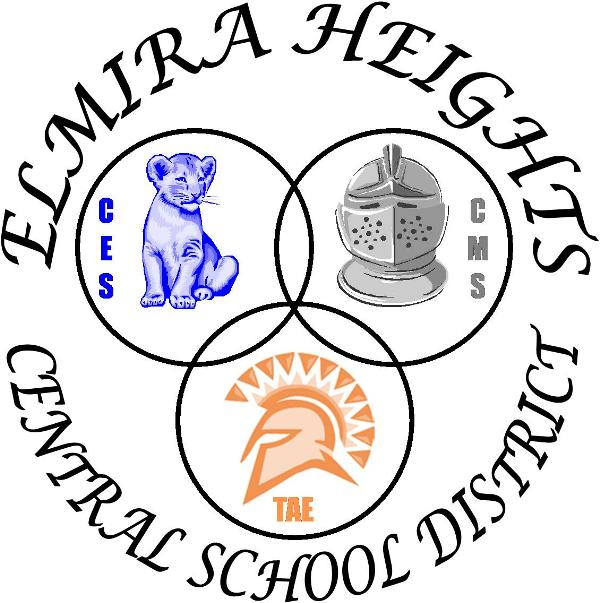 ELMIRA HEIGHTS
CES
CMS
TAE
CENTRAL SCHOOL DISTRICT